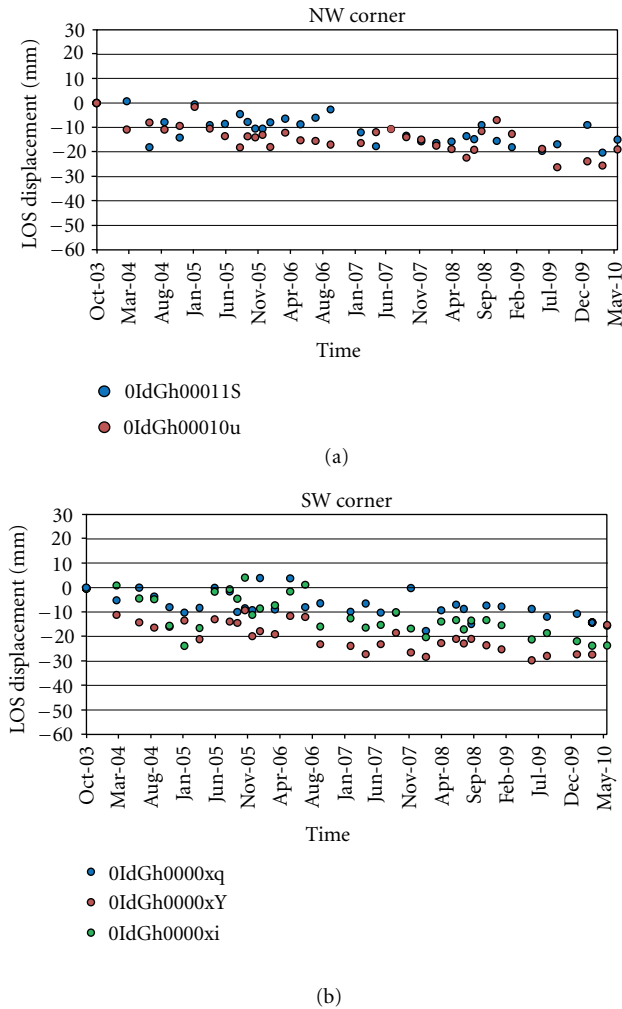 NW corner
30
20
10
0
−10
−20
−30
−40
−50
−60
LOS displacement (mm)
Oct-03
Mar-04
Aug-04
Jan-05
Jun-05
Nov-05
Apr-06
Aug-06
Jan-07
Jun-07
Nov-07
Apr-08
Sep-08
Feb-09
Jul-09
Dec-09
May-10
Time
0IdGh00011S
0IdGh00010u
(a)
SW corner
30
20
10
0
−10
−20
−30
−40
−50
−60
LOS displacement (mm)
Oct-03
Mar-04
Aug-04
Jan-05
Jun-05
Nov-05
Apr-06
Aug-06
Jan-07
Jun-07
Nov-07
Apr-08
Sep-08
Feb-09
Jul-09
Dec-09
May-10
Time
0IdGh0000xq
0IdGh0000xY
0IdGh0000xi
(b)